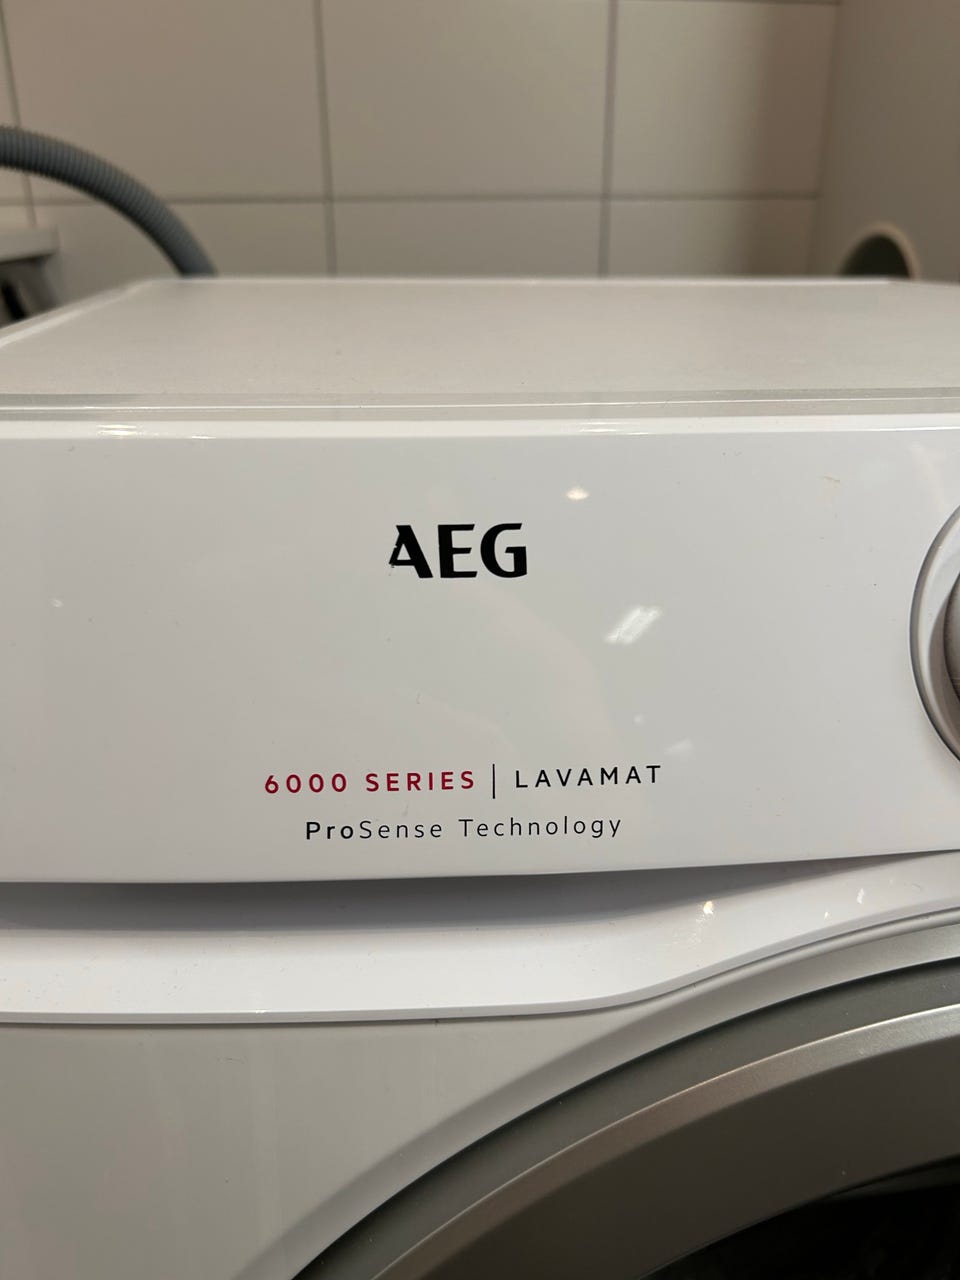 AEG
6000 SERIES | LAVAMAT
ProSense Technology